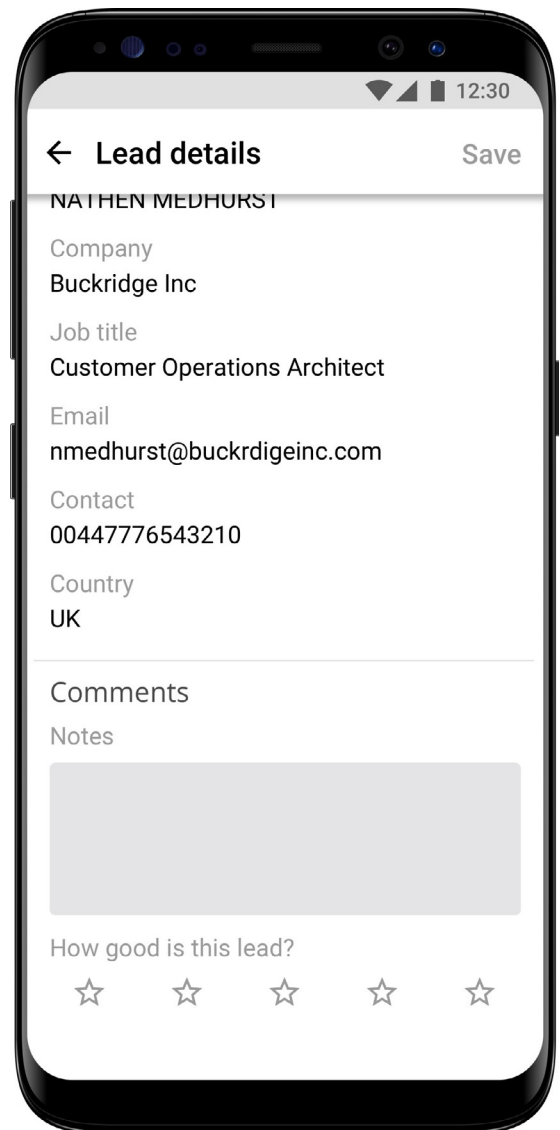 12:30
Lead details
Save
NATHEN MEDHURST
Company
Buckridge Inc
Job title
Customer Operations Architect
Email
nmedhurst@buckrdigeinc.com
Contact
00447776543210
Country
UK
Comments
Notes
How good is this lead?